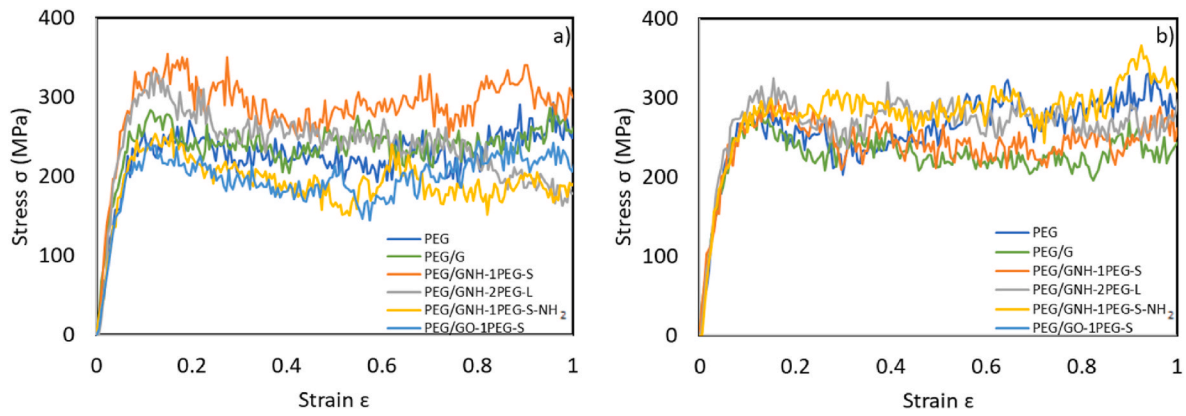 400
300
200
100
0
Stress σ (MPa)
a)
PEG
PEG/G
PEG/GNH-1PEG-S
PEG/GNH-2PEG-L
PEG/GNH-1PEG-S-NH₂
PEG/GO-1PEG-S
0 0.2 0.4 0.6 0.8 1
Strain ε
400
300
200
100
0
Stress σ (MPa)
b)
PEG
PEG/G
PEG/GNH-1PEG-S
PEG/GNH-2PEG-L
PEG/GNH-1PEG-S-NH₂
PEG/GO-1PEG-S
0 0.2 0.4 0.6 0.8 1
Strain ε